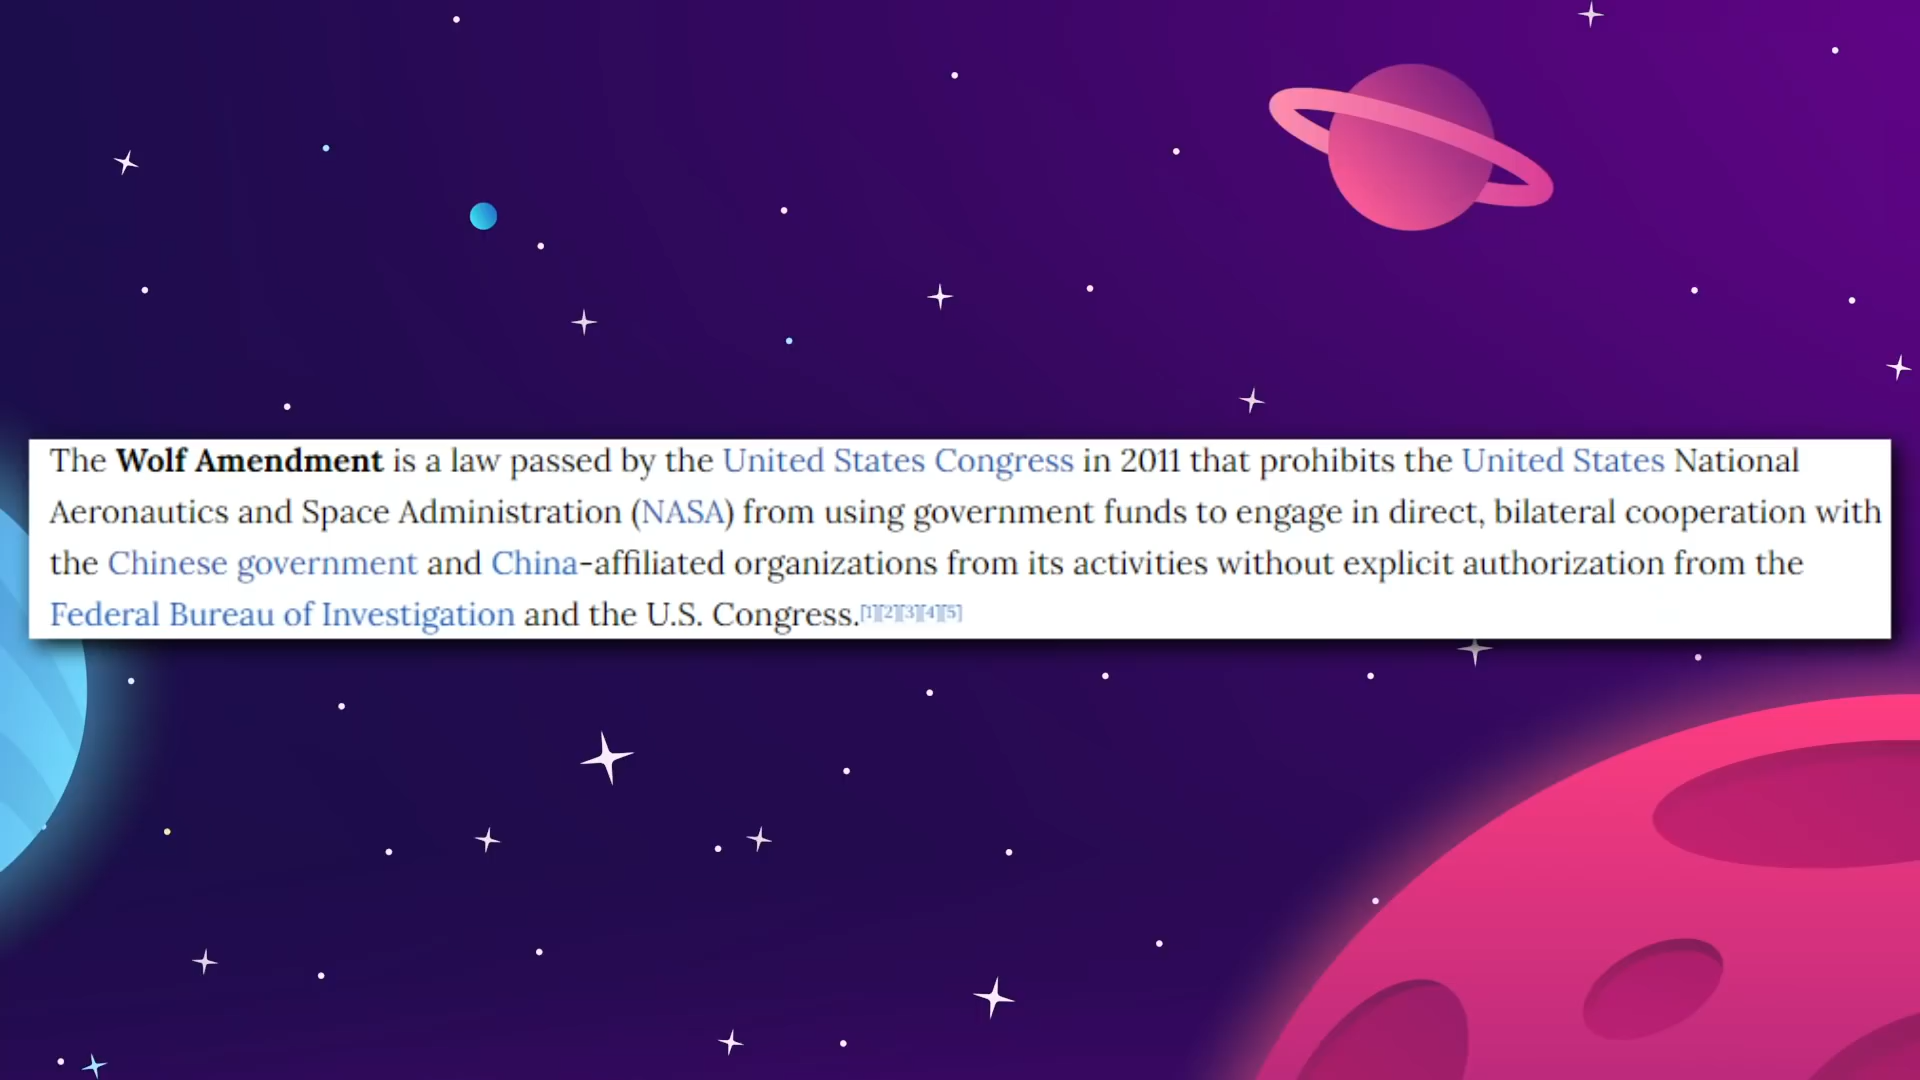 The Wolf Amendment is a law passed by the United States Congress in 2011 that prohibits the United States National
Aeronautics and Space Administration (NASA) from using government funds to engage in direct, bilateral cooperation with
the Chinese government and China-affiliated organizations from its activities without explicit authorization from the
Federal Bureau of Investigation and the U.S. Congress.[1][2][3][4][5]